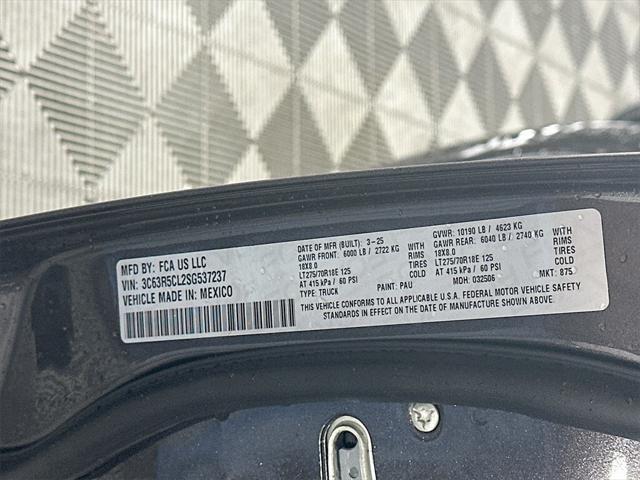 MFD BY: FCA US LLC
VIN: 3C63R5CL2SG537237
VEHICLE MADE IN: MEXICO
DATE OF MFR (BUILT): 3-25
GAWR FRONT: 6000 LB / 2722 KG WITH
18X8.0 RIMS
LT275/70R18E 125 TIRES
AT 415 kPa / 60 PSI COLD
TYPE: TRUCK PAINT: PAU
GVWR: 10190 LB / 4623 KG
GAWR REAR: 6040 LB / 2740 KG WITH
18X8.0 RIMS
LT275/70R18E 125 TIRES
AT 415 kPa / 60 PSI COLD
MDH: 032506 MKT: 875
THIS VEHICLE CONFORMS TO ALL APPLICABLE U.S.A. FEDERAL MOTOR VEHICLE SAFETY
STANDARDS IN EFFECT ON THE DATE OF MANUFACTURE SHOWN ABOVE